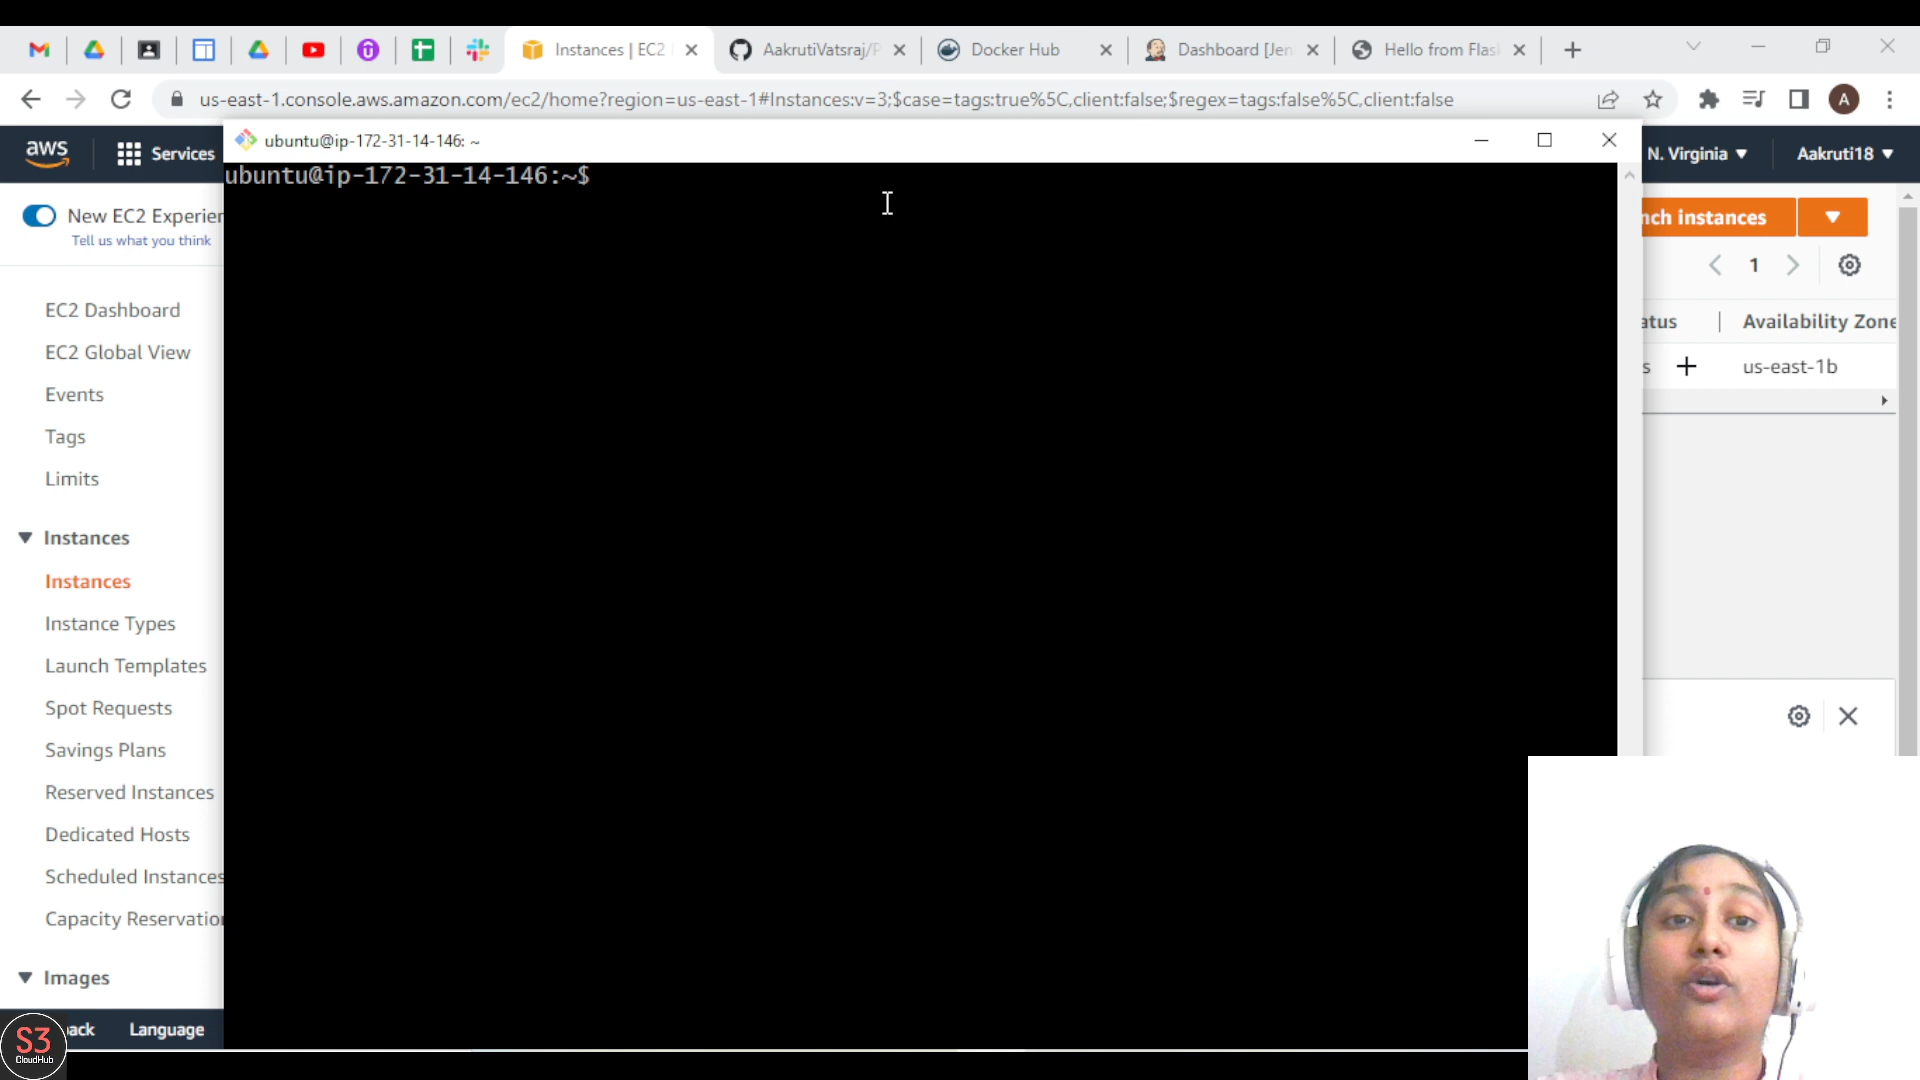 Instances | EC2
AakrutiVatsraj/P
Docker Hub
Dashboard [Jen
Hello from Flas
us-east-1.console.aws.amazon.com/ec2/home?region=us-east-1#Instances:v=3;$case=tags:true%5C,client:false;$regex=tags:false%5C,client:false
A
aws
Services
ubuntu@ip-172-31-14-146: ~
N. Virginia
Aakruti18
ubuntu@ip-172-31-14-146:~$
New EC2 Experien
Tell us what you think
nch instances
1
atus
Availability Zone
s
us-east-1b
EC2 Dashboard
EC2 Global View
Events
Tags
Limits
Instances
Instances
Instance Types
Launch Templates
Spot Requests
Savings Plans
Reserved Instances
Dedicated Hosts
Scheduled Instances
Capacity Reservation
Images
back
Language
S3
CloudHub